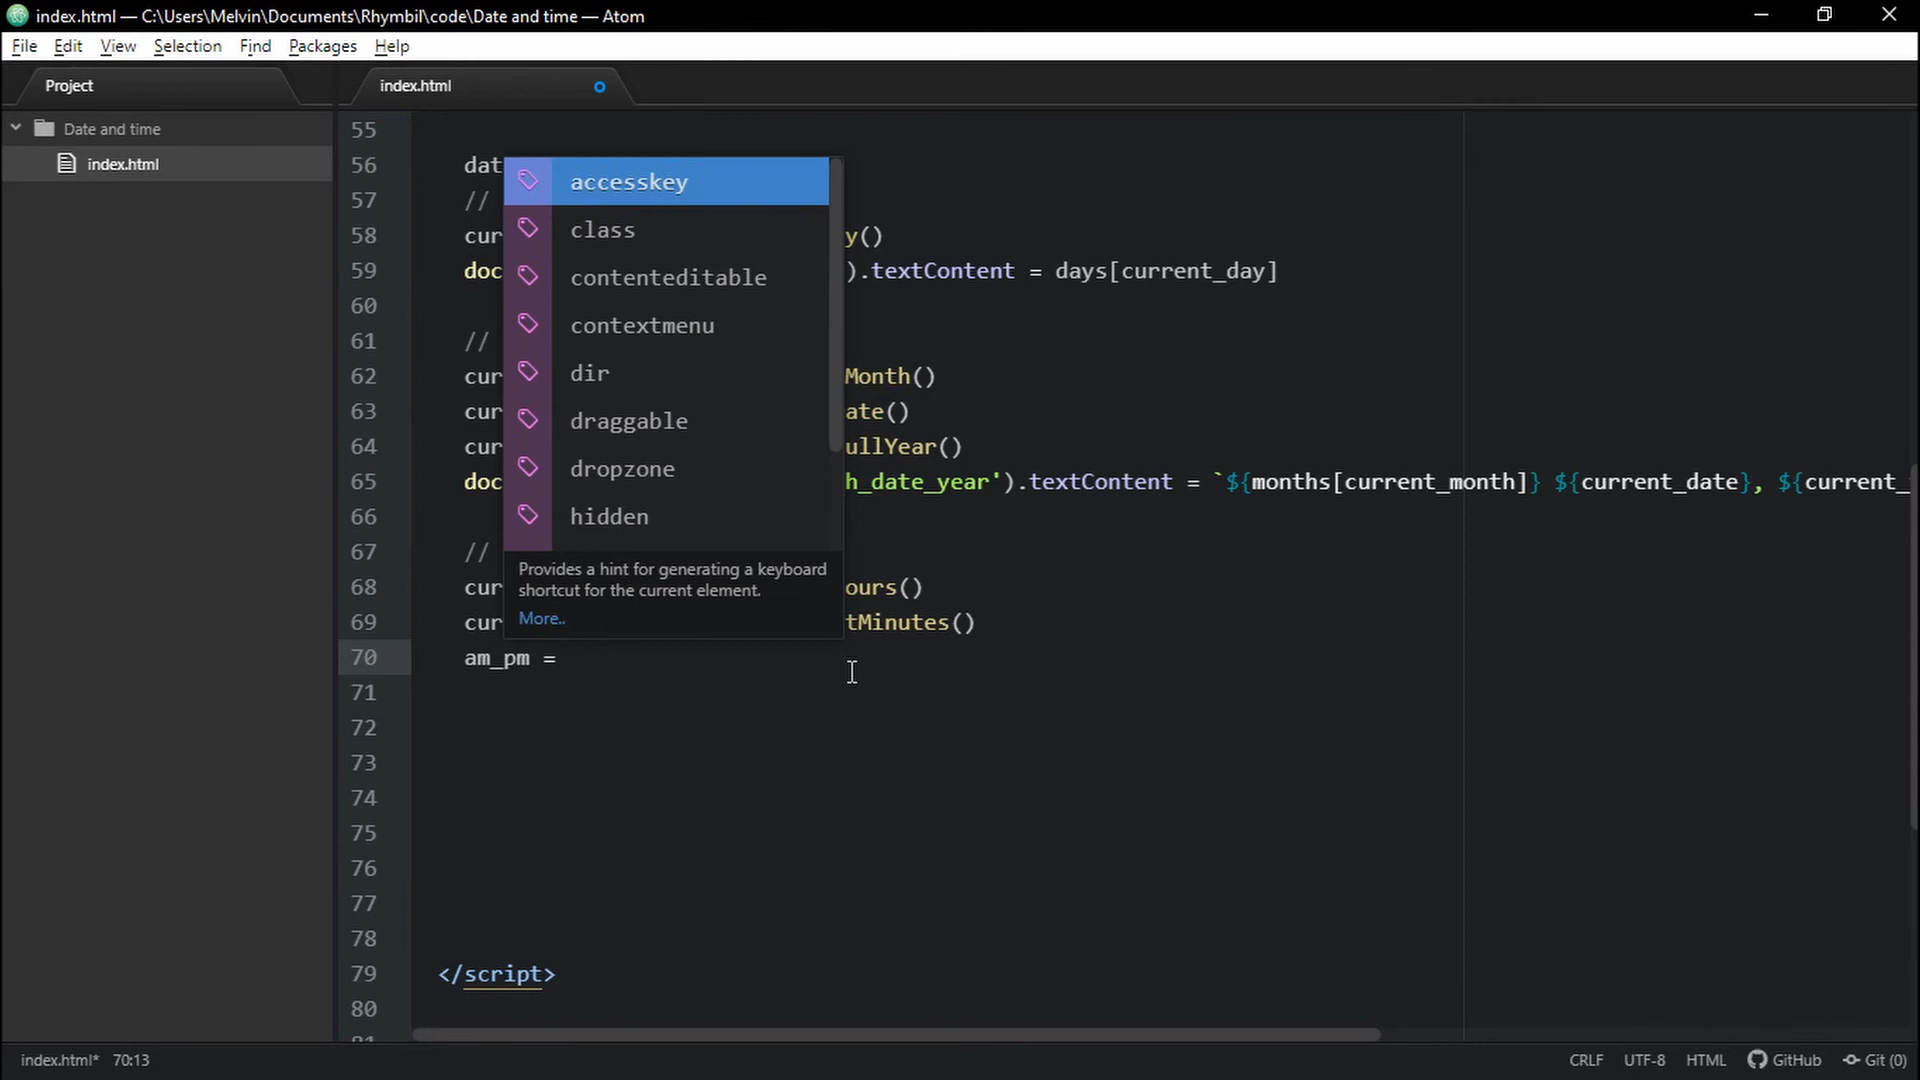 index.html — C:\Users\Melvin\Documents\Rhymbil\code\Date and time — Atom
File Edit View Selection Find Packages Help
Project
index.html
Date and time
index.html
55
56 dat
57 //
58 cur y()
59 doc ).textContent = days[current_day]
60
61 //
62 cur Month()
63 cur ate()
64 cur ullYear()
65 doc h_date_year').textContent = `${months[current_month]} ${current_date}, ${current_
66
67 //
68 cur ours()
69 cur tMinutes()
70 am_pm =
71
72
73
74
75
76
77
78
79 </script>
80
81
accesskey
class
contenteditable
contextmenu
dir
draggable
dropzone
hidden
Provides a hint for generating a keyboard
shortcut for the current element.
More..
index.html* 70:13 CRLF UTF-8 HTML GitHub Git (0)